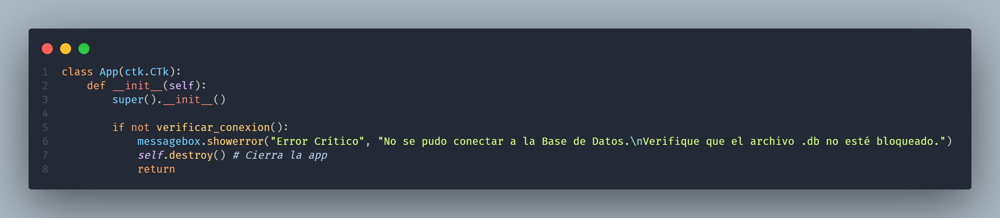 1 class App(ctk.CTk):
2     def __init__(self):
3         super().__init__()
4
5         if not verificar_conexion():
6             messagebox.showerror("Error Crítico", "No se pudo conectar a la Base de Datos.\nVerifique que el archivo .db no esté bloqueado.")
7             self.destroy() # Cierra la app
8             return